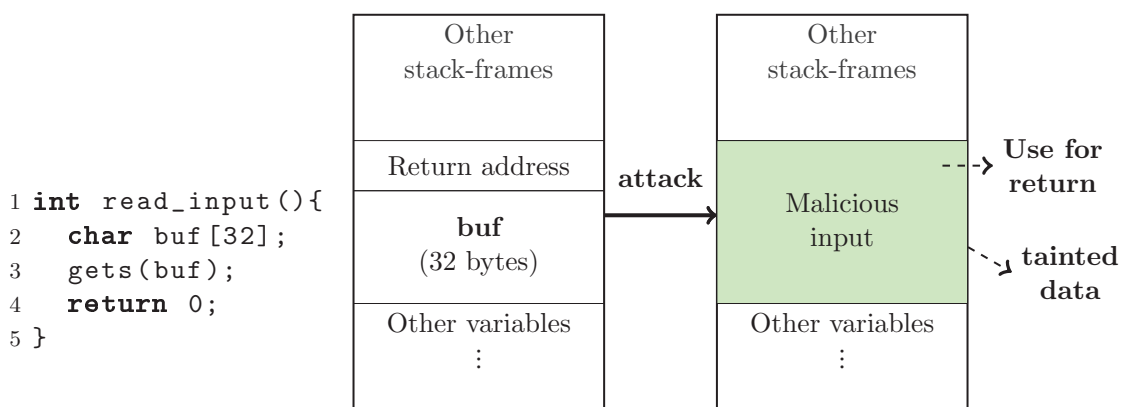 1 int read_input(){
2 char buf[32];
3 gets(buf);
4 return 0;
5 }
Other
stack-frames
Return address
buf
(32 bytes)
Other variables
⋮
attack
Other
stack-frames
Malicious
input
Other variables
⋮
Use for
return
tainted
data